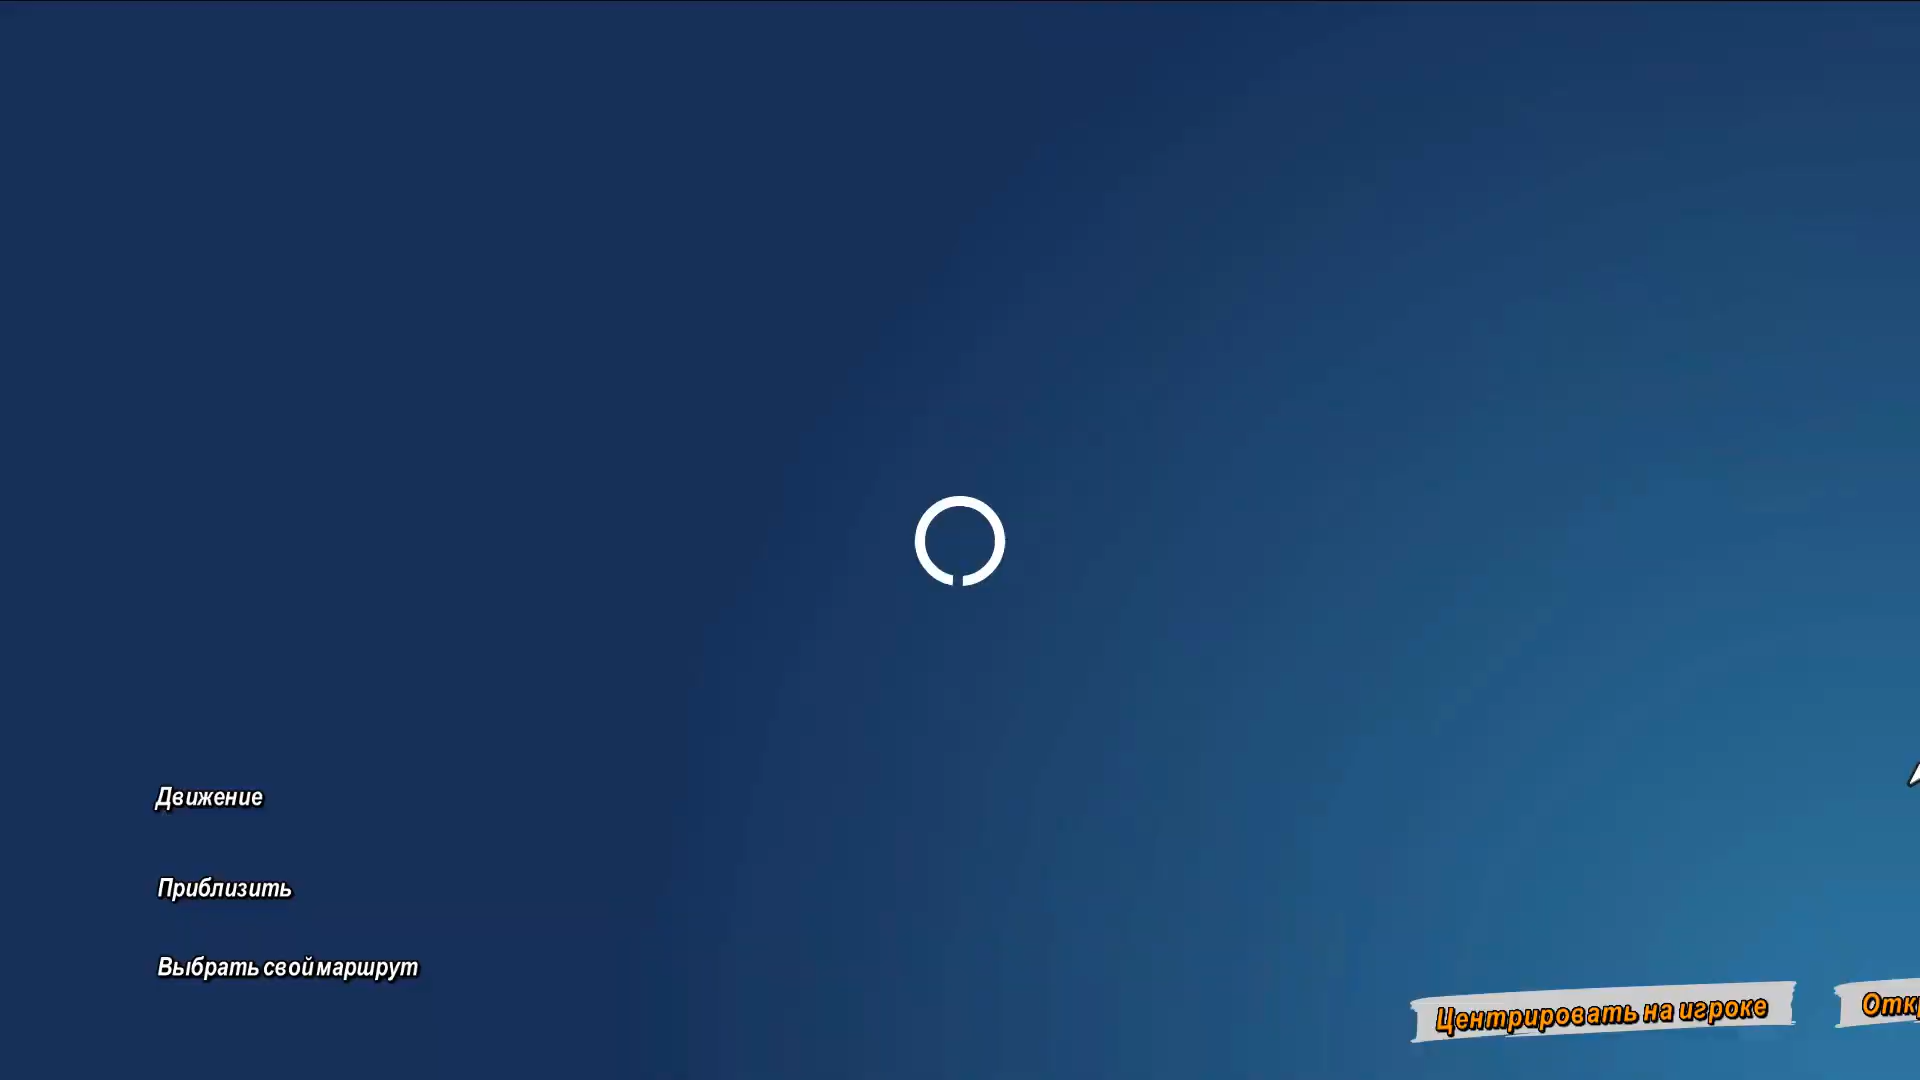 Движение
Приблизить
Выбрать свой маршрут
Центрировать на игроке